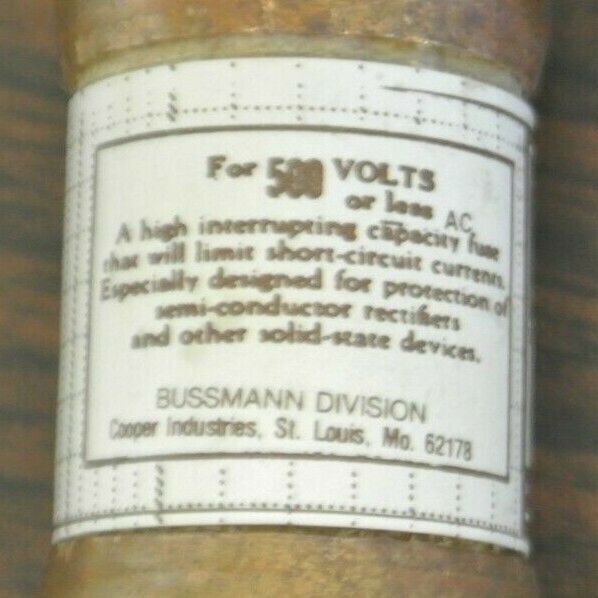 For 500 VOLTS
or less AC
A high interrupting capacity fuse
that will limit short-circuit currents.
Especially designed for protection of
semi-conductor rectifiers
and other solid-state devices.
BUSSMANN DIVISION
Cooper Industries, St. Louis, Mo. 62178